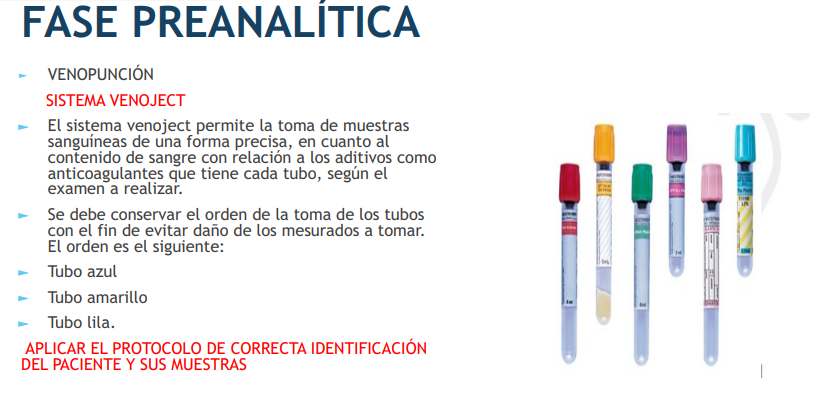 FASE PREANALÍTICA
VENOPUNCIÓN
SISTEMA VENOJECT
El sistema venoject permite la toma de muestras
sanguíneas de una forma precisa, en cuanto al
contenido de sangre con relación a los aditivos como
anticoagulantes que tiene cada tubo, según el
examen a realizar.
Se debe conservar el orden de la toma de los tubos
con el fin de evitar daño de los mesurados a tomar.
El orden es el siguiente:
Tubo azul
Tubo amarillo
Tubo lila.
APLICAR EL PROTOCOLO DE CORRECTA IDENTIFICACIÓN
DEL PACIENTE Y SUS MUESTRAS